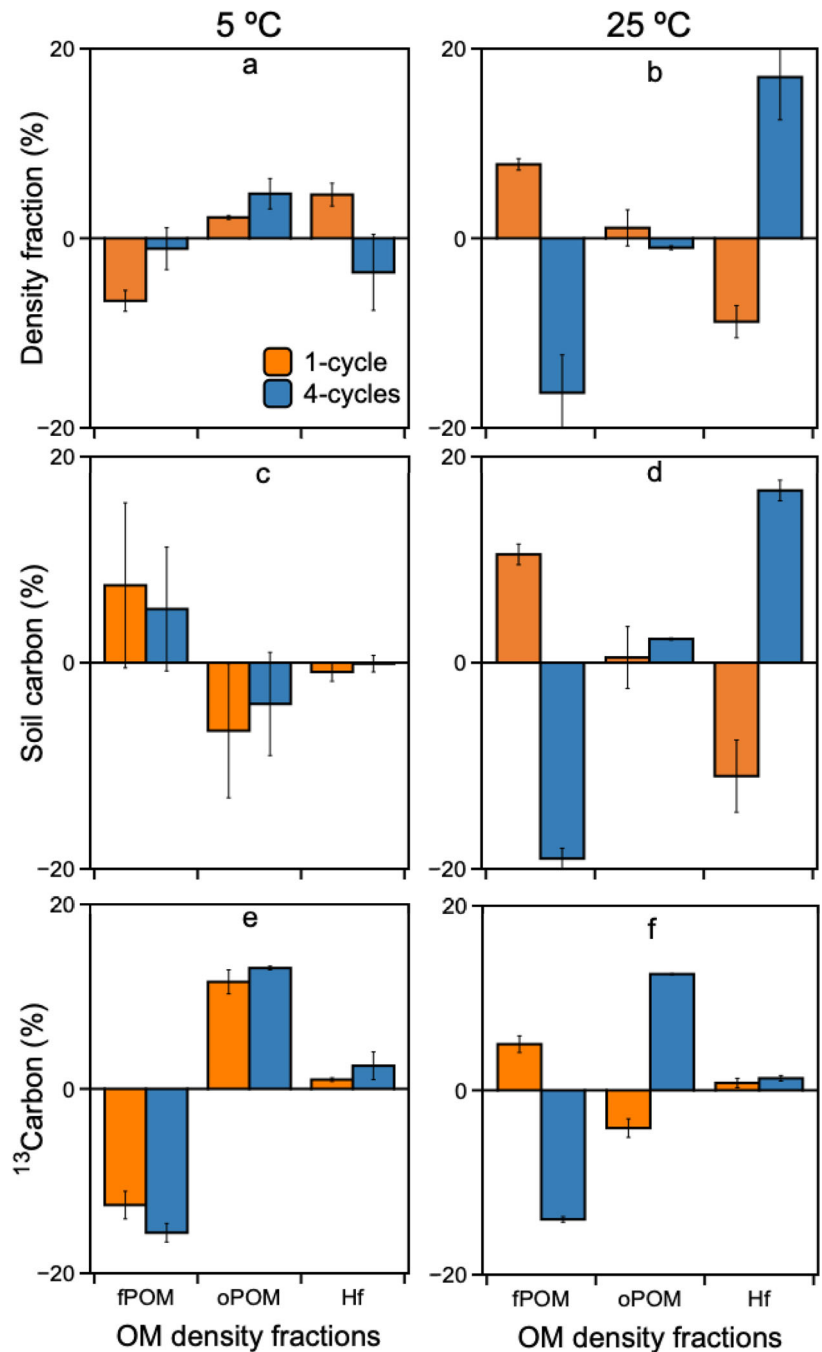 5 ºC
25 ºC
Density fraction (%)
20
0
−20
a
1-cycle
4-cycles
20
0
−20
b
Soil carbon (%)
20
0
−20
c
20
0
−20
d
¹³Carbon (%)
20
0
−20
e
fPOM oPOM Hf
OM density fractions
20
0
−20
f
fPOM oPOM Hf
OM density fractions